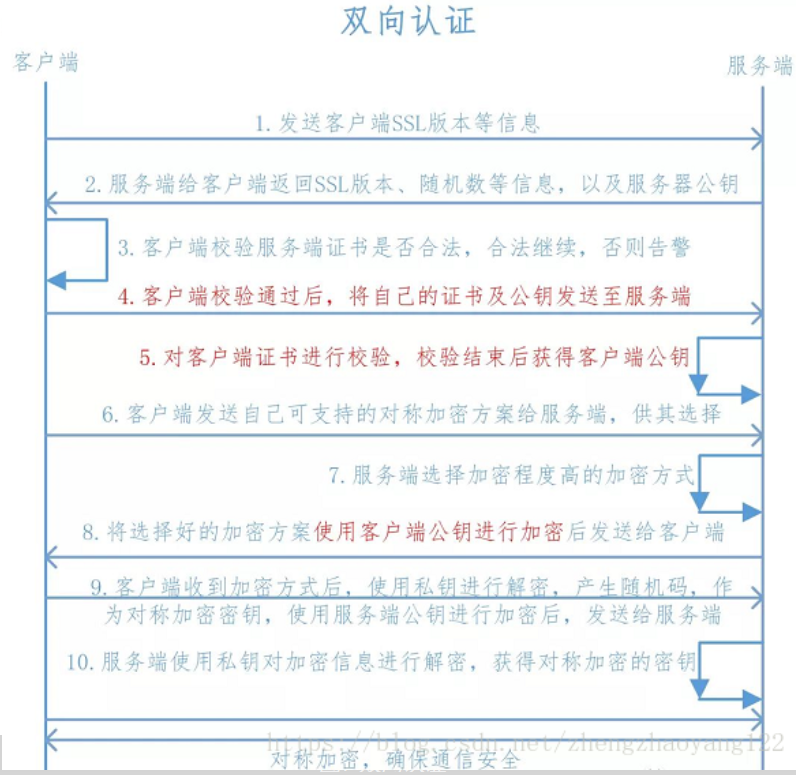 双向认证
客户端
服务端
1.发送客户端SSL版本等信息
2.服务端给客户端返回SSL版本、随机数等信息，以及服务器公钥
3.客户端校验服务端证书是否合法，合法继续，否则告警
4.客户端校验通过后，将自己的证书及公钥发送至服务端
5.对客户端证书进行校验，校验结束后获得客户端公钥
6.客户端发送自己可支持的对称加密方案给服务端，供其选择
7.服务端选择加密程度高的加密方式
8.将选择好的加密方案使用客户端公钥进行加密后发送给客户端
9.客户端收到加密方式后，使用私钥进行解密，产生随机码，作
为对称加密密钥，使用服务端公钥进行加密后，发送给服务端
10.服务端使用私钥对加密信息进行解密，获得对称加密的密钥
https://blog.csdn.net/zhengzhaoyang122
对称加密，确保通信安全